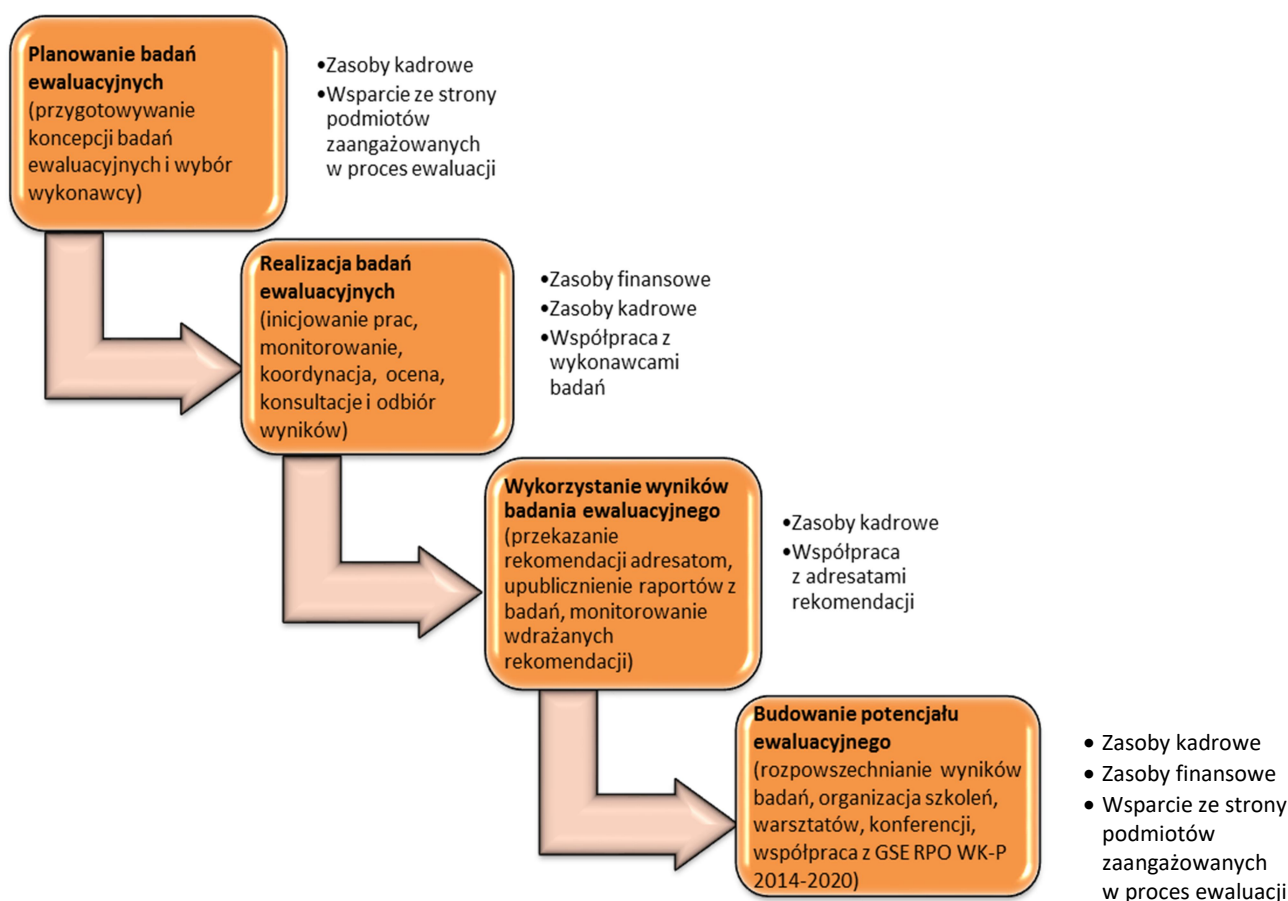 Planowanie badań
ewaluacyjnych
(przygotowywanie
koncepcji badań
ewaluacyjnych i wybór
wykonawcy)
•Zasoby kadrowe
•Wsparcie ze strony
podmiotów
zaangażowanych
w proces ewaluacji
Realizacja badań
ewaluacyjnych
(inicjowanie prac,
monitorowanie,
koordynacja, ocena,
konsultacje i odbiór
wyników)
•Zasoby finansowe
•Zasoby kadrowe
•Współpraca z
wykonawcami
badań
Wykorzystanie wyników
badania ewaluacyjnego
(przekazanie
rekomendacji adresatom,
upublicznienie raportów z
badań, monitorowanie
wdrażanych
rekomendacji)
•Zasoby kadrowe
•Współpraca
z adresatami
rekomendacji
Budowanie potencjału
ewaluacyjnego
(rozpowszechnianie wyników
badań, organizacja szkoleń,
warsztatów, konferencji,
współpraca z GSE RPO WK-P
2014-2020)
• Zasoby kadrowe
• Zasoby finansowe
• Wsparcie ze strony
podmiotów
zaangażowanych
w proces ewaluacji